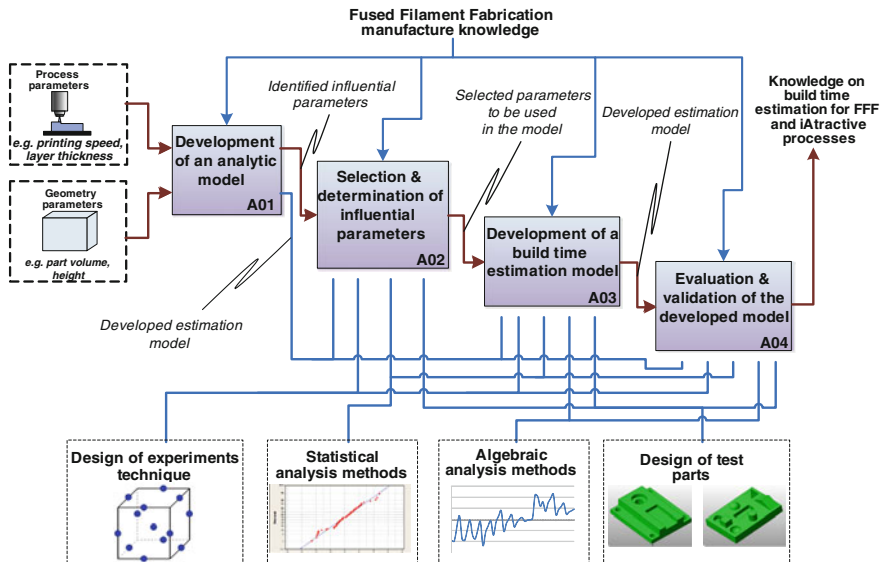 Fused Filament Fabrication
manufacture knowledge
Process
parameters
e.g. printing speed,
layer thickness
Geometry
parameters
e.g. part volume,
height
Development
of an analytic
model
A01
Identified influential
parameters
Selection &
determination of
influential
parameters
A02
Selected parameters
to be used
in the model
Development of a
build time
estimation model
A03
Developed estimation
model
Evaluation &
validation of the
developed model
A04
Knowledge on
build time
estimation for FFF
and iAtractive
processes
Developed estimation
model
Design of experiments
technique
Statistical
analysis methods
Algebraic
analysis methods
Design of test
parts